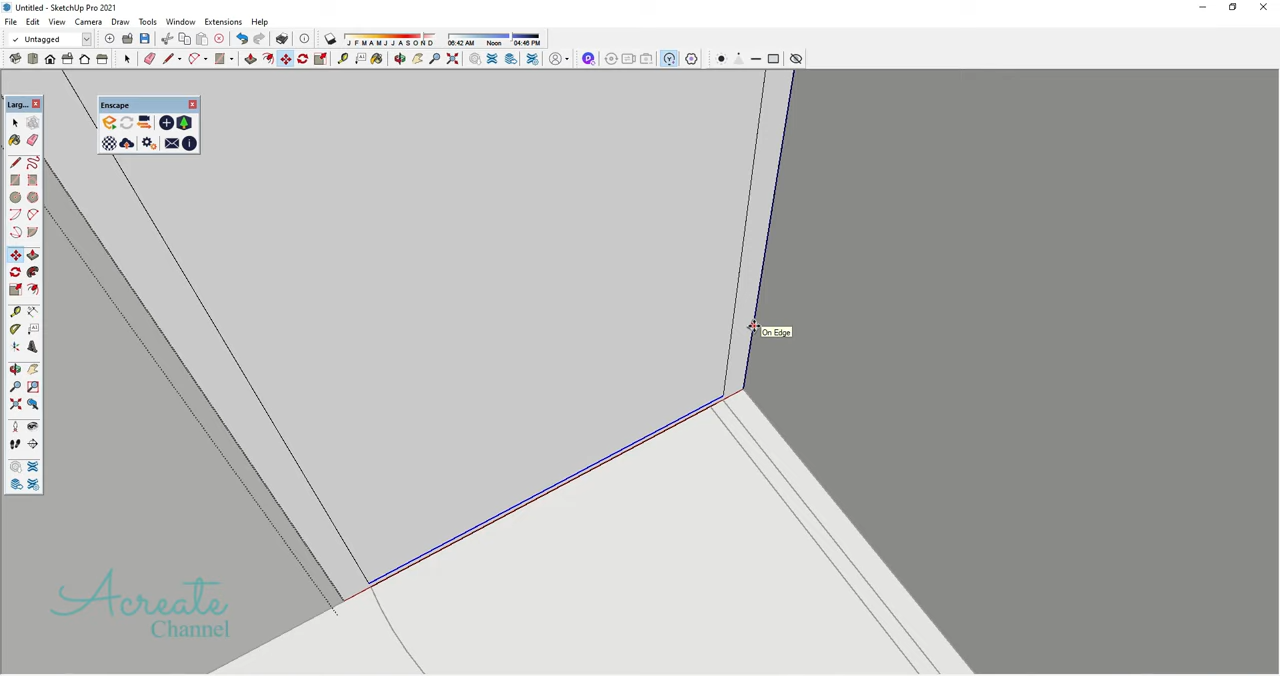 Untitled - SketchUp Pro 2021
File Edit View Camera Draw Tools Window Extensions Help
Untagged
J F M A M J J A S O N D
06:42 AM Noon 04:46 PM
Larg...
Enscape
On Edge
Acreate
Channel